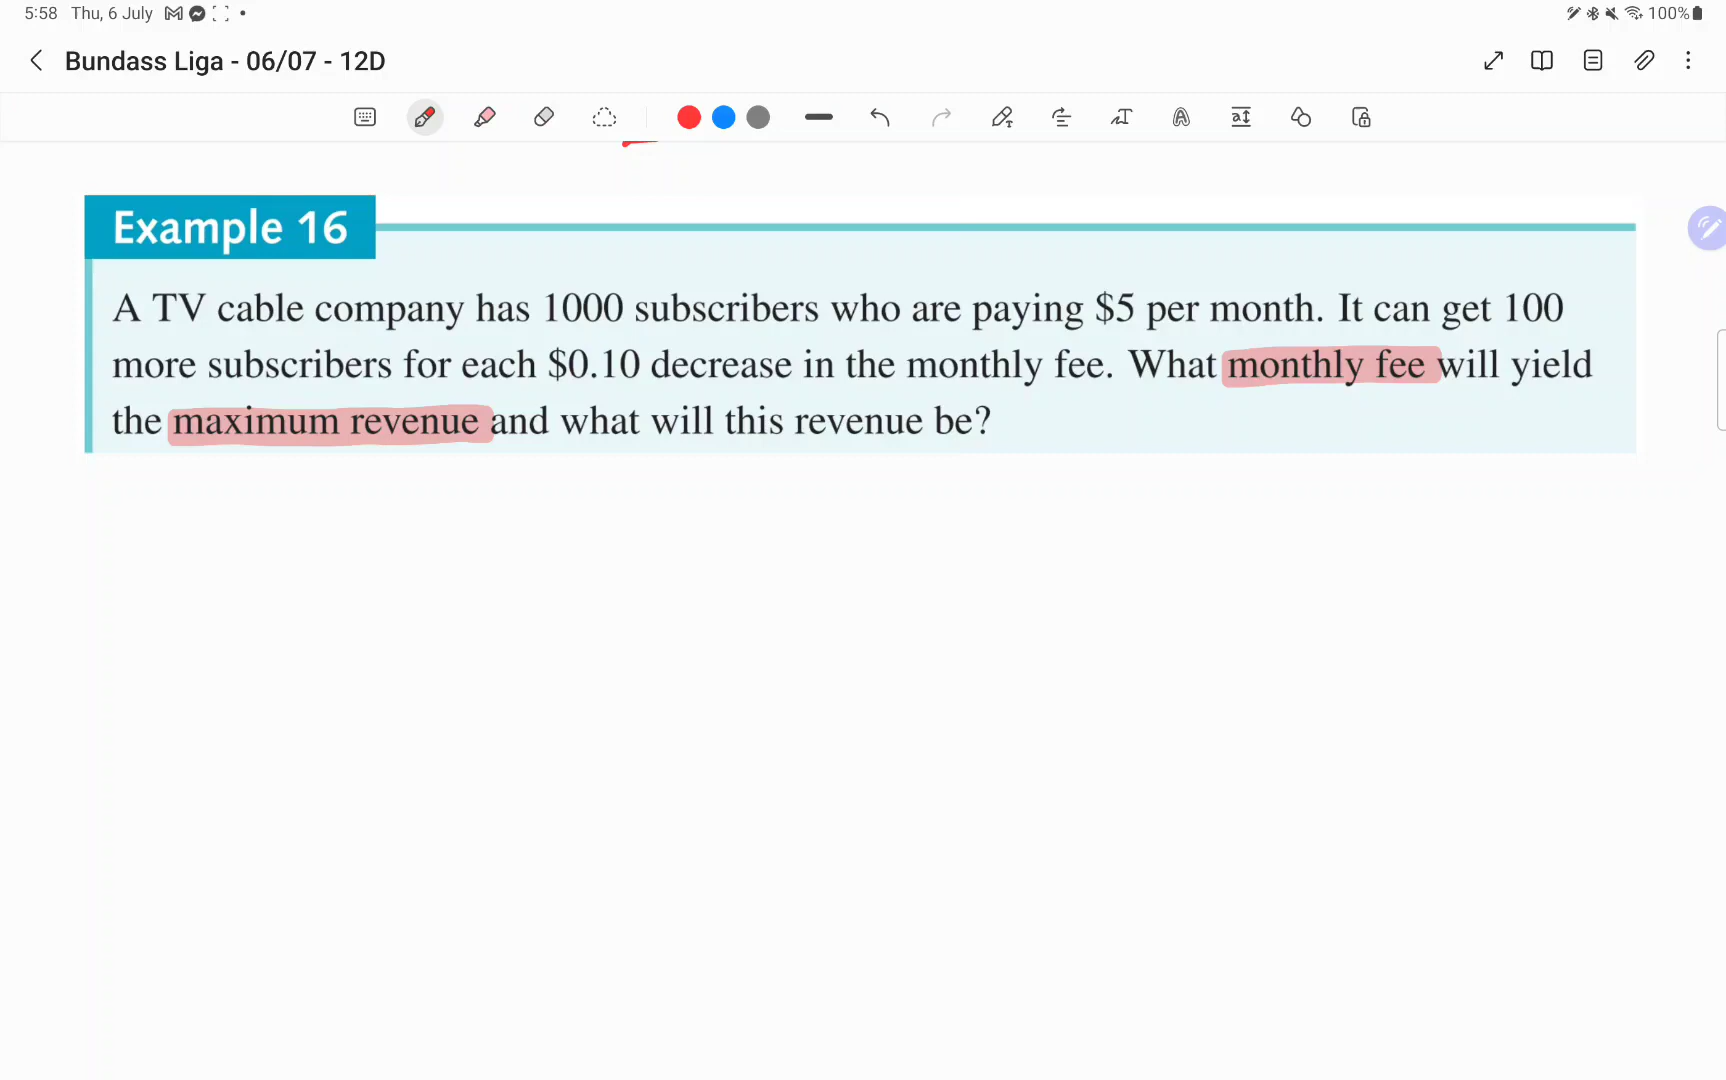 5:58 Thu, 6 July 100%
Bundass Liga - 06/07 - 12D
Example 16
A TV cable company has 1000 subscribers who are paying $5 per month. It can get 100
more subscribers for each $0.10 decrease in the monthly fee. What monthly fee will yield
the maximum revenue and what will this revenue be?